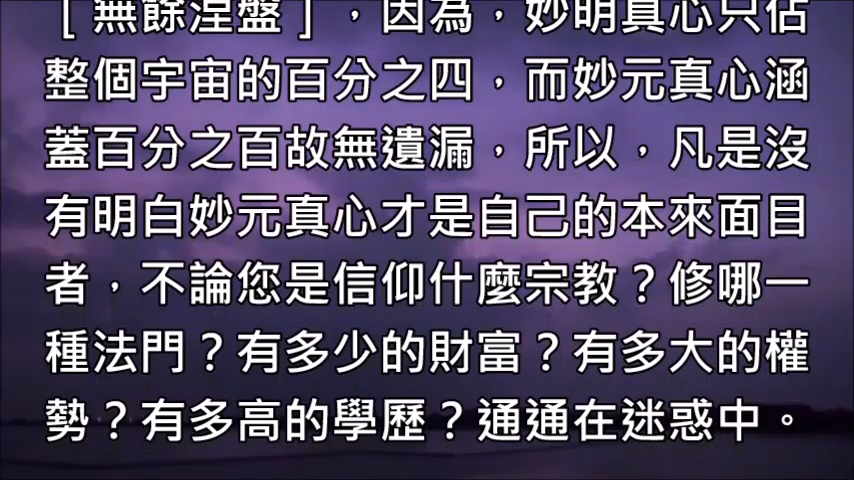 ［無餘涅盤］，因為，妙明真心只佔
整個宇宙的百分之四，而妙元真心涵
蓋百分之百故無遺漏，所以，凡是沒
有明白妙元真心才是自己的本來面目
者，不論您是信仰什麼宗教？修哪一
種法門？有多少的財富？有多大的權
勢？有多高的學歷？通通在迷惑中。